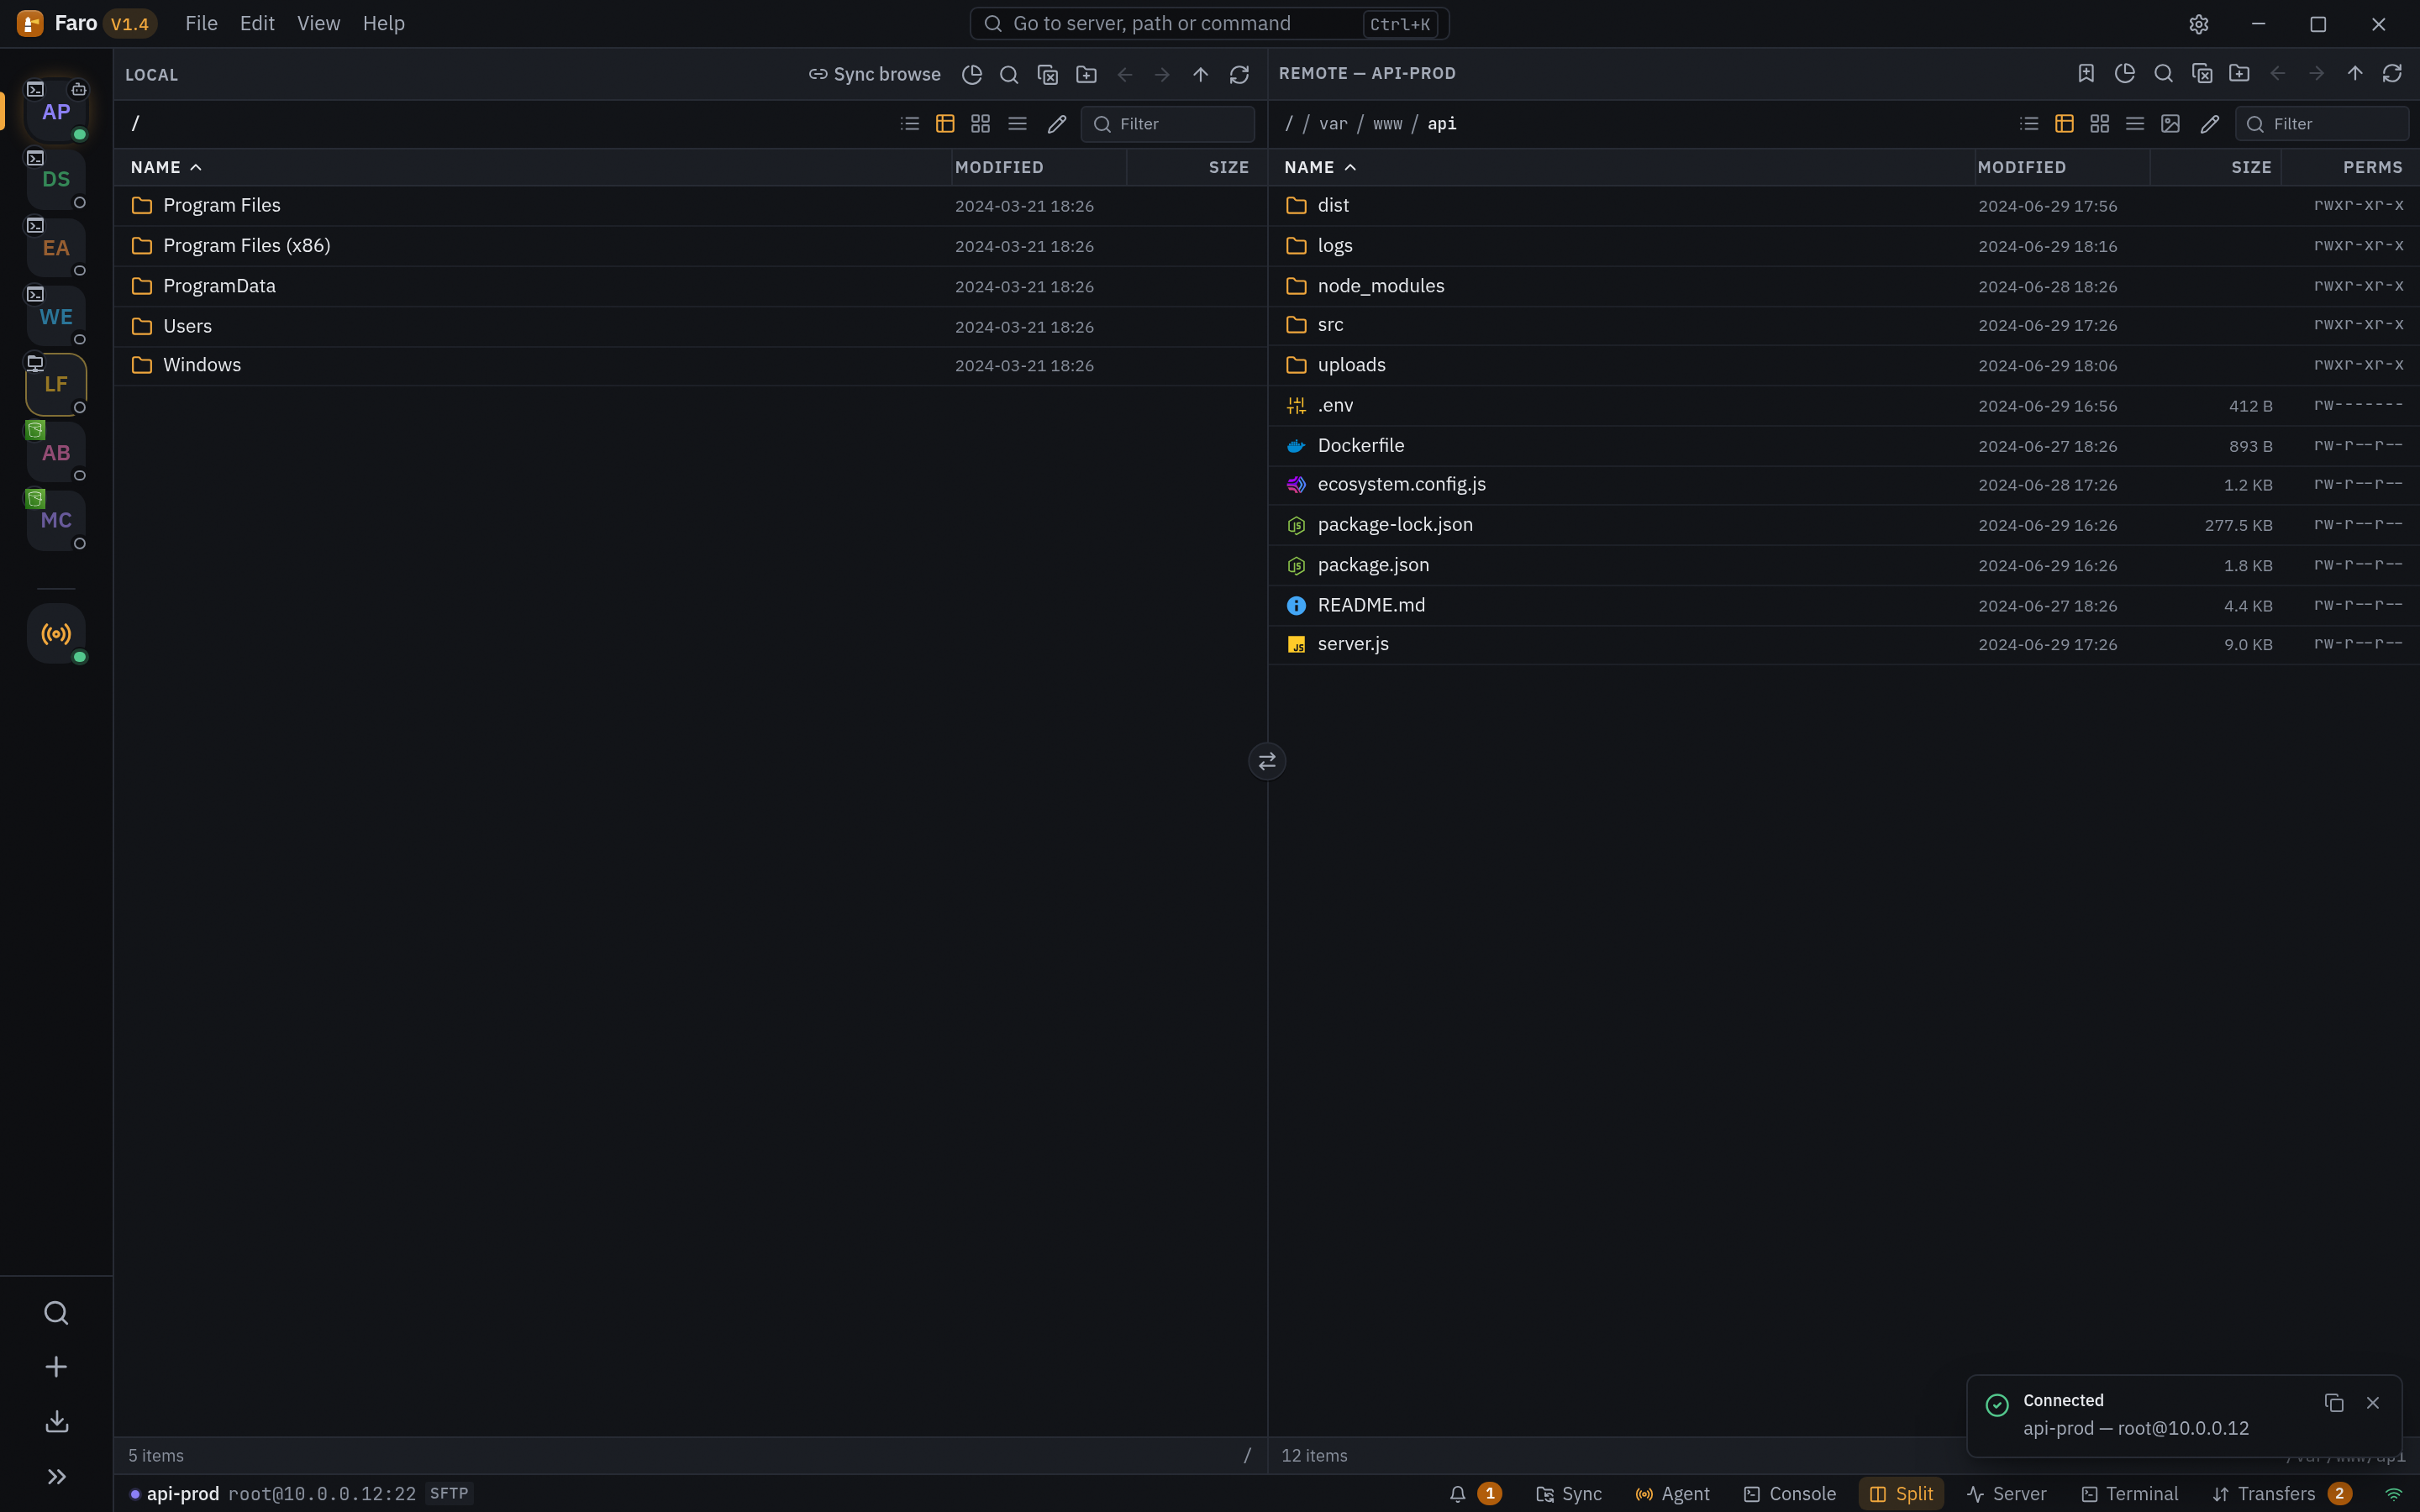 Faro V1.4 File Edit View Help Go to server, path or command Ctrl+K
AP
DS
EA
WE
LF
AB
MC
LOCAL Sync browse
/ Filter
NAME MODIFIED SIZE
Program Files 2024-03-21 18:26
Program Files (x86) 2024-03-21 18:26
ProgramData 2024-03-21 18:26
Users 2024-03-21 18:26
Windows 2024-03-21 18:26
5 items /
REMOTE — API-PROD
/ / var / www / api Filter
NAME MODIFIED SIZE PERMS
dist 2024-06-29 17:56 rwxr-xr-x
logs 2024-06-29 18:16 rwxr-xr-x
node_modules 2024-06-28 18:26 rwxr-xr-x
src 2024-06-29 17:26 rwxr-xr-x
uploads 2024-06-29 18:06 rwxr-xr-x
.env 2024-06-29 16:56 412 B rw-------
Dockerfile 2024-06-27 18:26 893 B rw-r--r--
ecosystem.config.js 2024-06-28 17:26 1.2 KB rw-r--r--
package-lock.json 2024-06-29 16:26 277.5 KB rw-r--r--
package.json 2024-06-29 16:26 1.8 KB rw-r--r--
README.md 2024-06-27 18:26 4.4 KB rw-r--r--
server.js 2024-06-29 17:26 9.0 KB rw-r--r--
Connected
api-prod — root@10.0.0.12
12 items
api-prod root@10.0.0.12:22 SFTP 1 Sync Agent Console Split Server Terminal Transfers 2